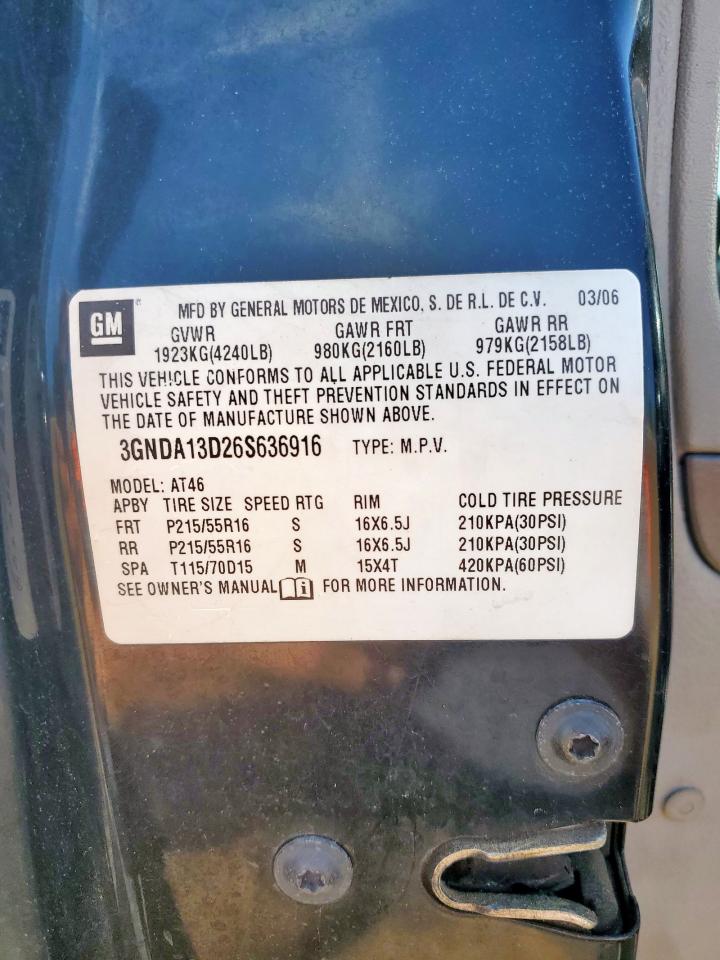 GM
MFD BY GENERAL MOTORS DE MEXICO, S. DE R.L. DE C.V. 03/06
GVWR GAWR FRT GAWR RR
1923KG(4240LB) 980KG(2160LB) 979KG(2158LB)
THIS VEHICLE CONFORMS TO ALL APPLICABLE U.S. FEDERAL MOTOR
VEHICLE SAFETY AND THEFT PREVENTION STANDARDS IN EFFECT ON
THE DATE OF MANUFACTURE SHOWN ABOVE.
3GNDA13D26S636916 TYPE: M.P.V.
MODEL: AT46
APBY TIRE SIZE SPEED RTG RIM COLD TIRE PRESSURE
FRT P215/55R16 S 16X6.5J 210KPA(30PSI)
RR P215/55R16 S 16X6.5J 210KPA(30PSI)
SPA T115/70D15 M 15X4T 420KPA(60PSI)
SEE OWNER'S MANUAL i FOR MORE INFORMATION.